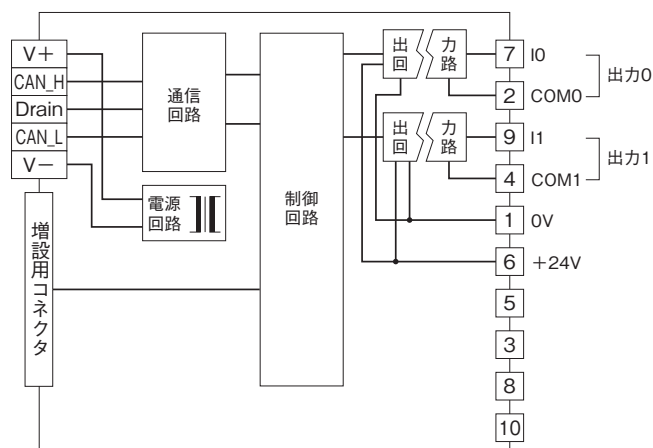 V+
CAN_H
Drain
CAN_L
V−
増設用コネクタ
通信
回路
電源
回路
制御
回路
出力
回路
出力
回路
7 I0
2 COM0
出力0
9 I1
4 COM1
出力1
1 0V
6 +24V
5
3
8
10